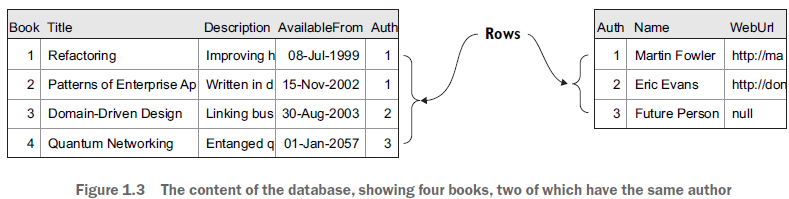 Book Title Description AvailableFrom Auth
1 Refactoring Improving h 08-Jul-1999 1
2 Patterns of Enterprise Ap Written in d 15-Nov-2002 1
3 Domain-Driven Design Linking bus 30-Aug-2003 2
4 Quantum Networking Entanged q 01-Jan-2057 3
Rows
Auth Name WebUrl
1 Martin Fowler http://ma
2 Eric Evans http://don
3 Future Person null
Figure 1.3 The content of the database, showing four books, two of which have the same author